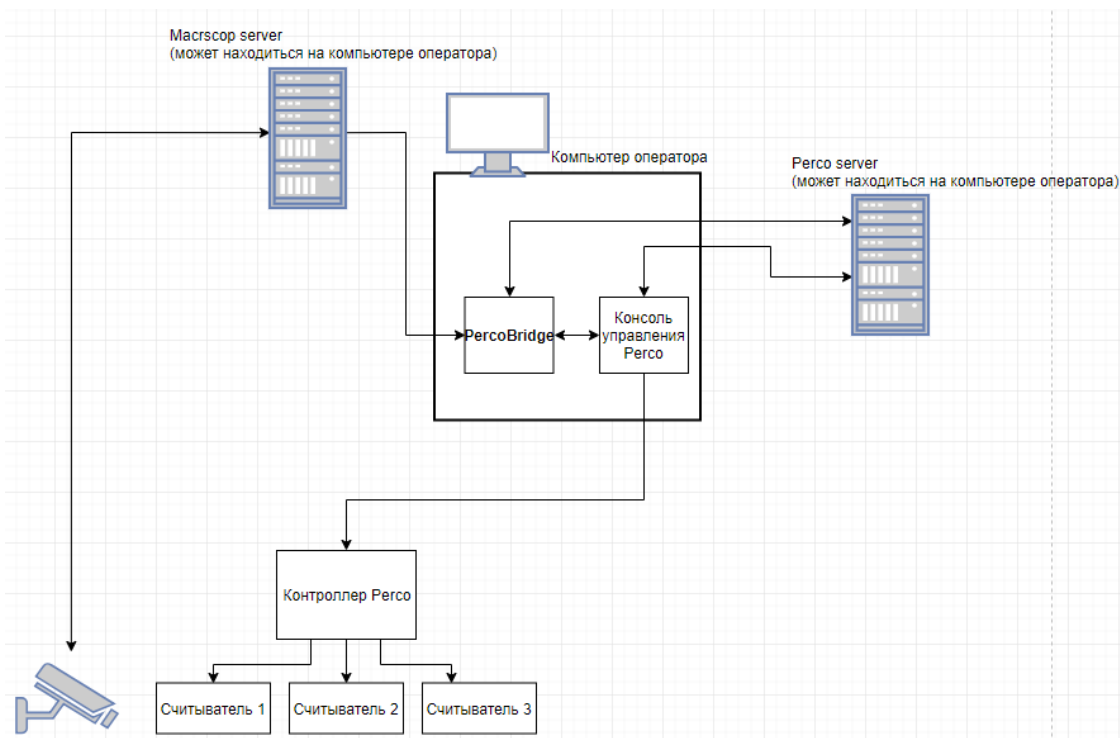 Macrscop server
(может находиться на компьютере оператора)
Компьютер оператора
Perco server
(может находиться на компьютере оператора)
PercoBridge
Консоль
управления
Perco
Контроллер Perco
Считыватель 1
Считыватель 2
Считыватель 3